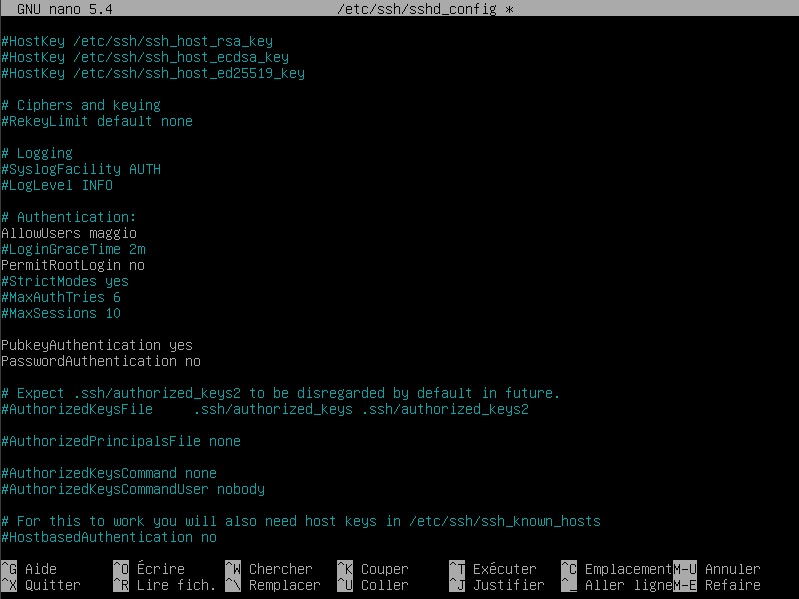 GNU nano 5.4 /etc/ssh/sshd_config *
#HostKey /etc/ssh/ssh_host_rsa_key
#HostKey /etc/ssh/ssh_host_ecdsa_key
#HostKey /etc/ssh/ssh_host_ed25519_key
# Ciphers and keying
#RekeyLimit default none
# Logging
#SyslogFacility AUTH
#LogLevel INFO
# Authentication:
AllowUsers maggio
#LoginGraceTime 2m
PermitRootLogin no
#StrictModes yes
#MaxAuthTries 6
#MaxSessions 10
PubkeyAuthentication yes
PasswordAuthentication no
# Expect .ssh/authorized_keys2 to be disregarded by default in future.
#AuthorizedKeysFile .ssh/authorized_keys .ssh/authorized_keys2
#AuthorizedPrincipalsFile none
#AuthorizedKeysCommand none
#AuthorizedKeysCommandUser nobody
# For this to work you will also need host keys in /etc/ssh/ssh_known_hosts
#HostbasedAuthentication no
^G Aide ^O Écrire ^W Chercher ^K Couper ^T Exécuter ^C Emplacement M-U Annuler
^X Quitter ^R Lire fich. ^\ Remplacer ^U Coller ^J Justifier ^_ Aller ligne M-E Refaire